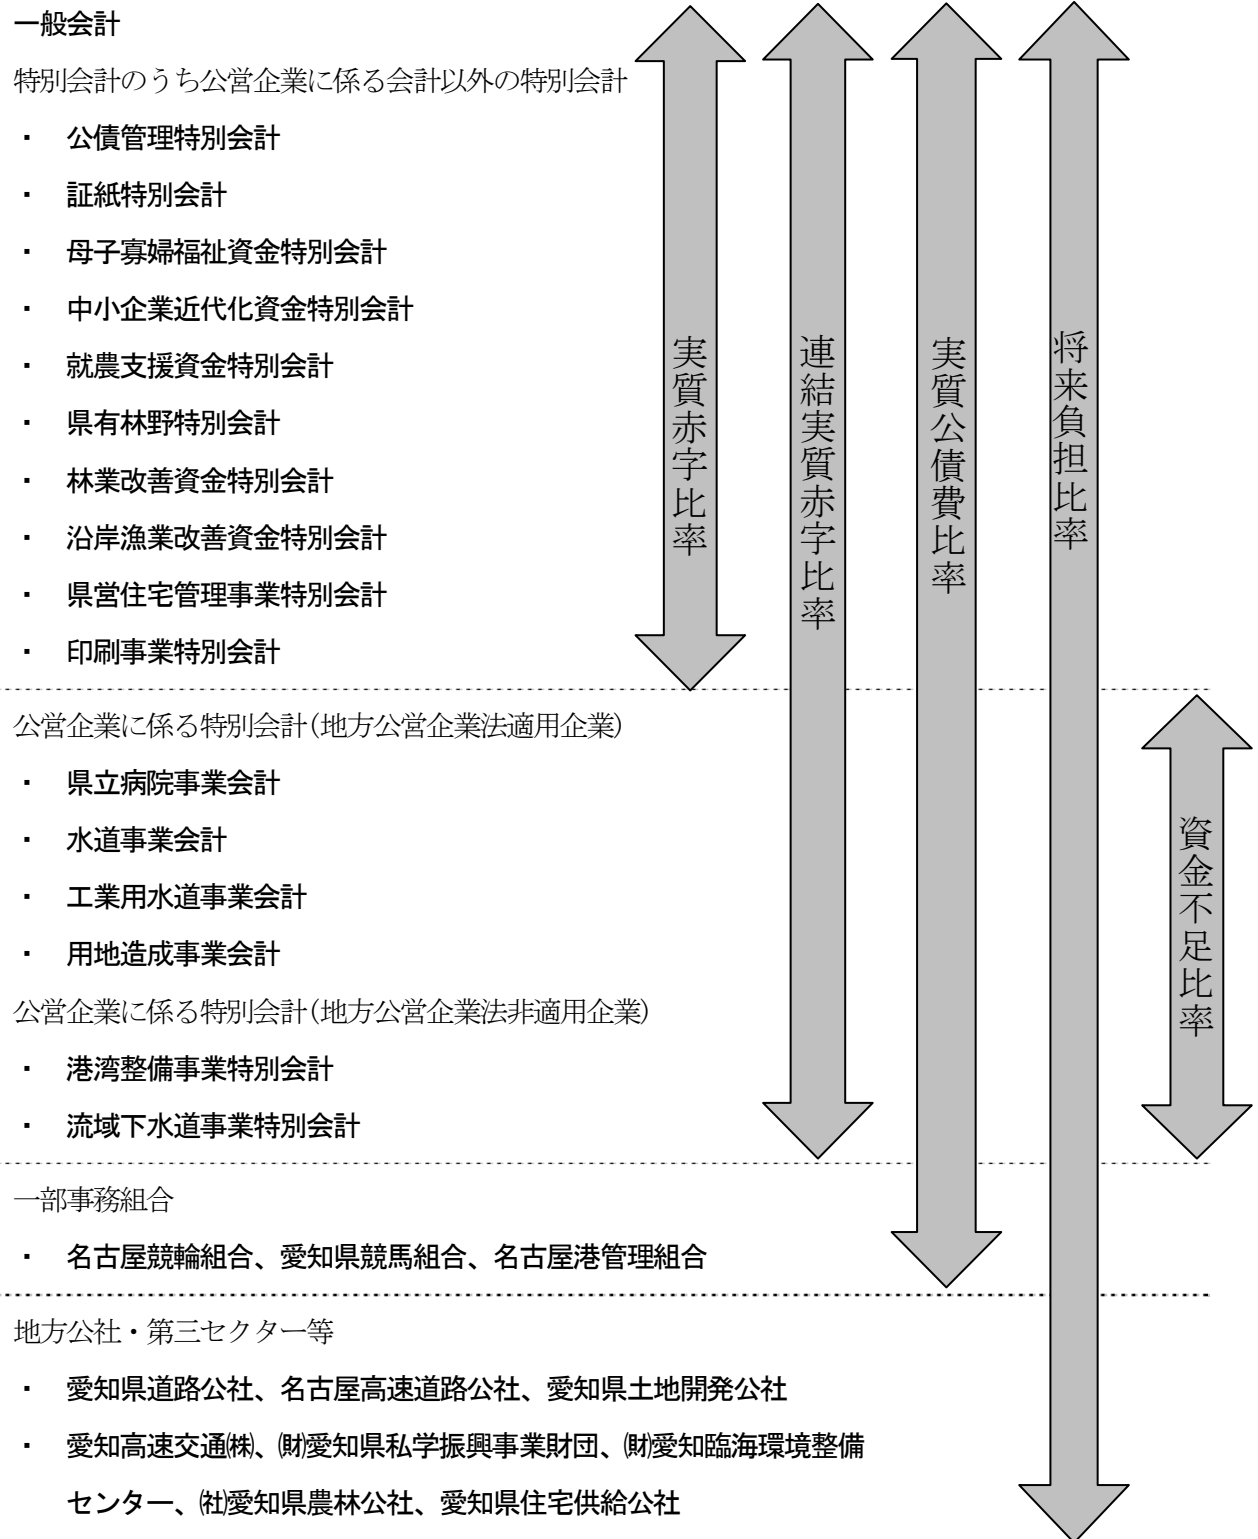 一般会計
特別会計のうち公営企業に係る会計以外の特別会計
・ 公債管理特別会計
・ 証紙特別会計
・ 母子寡婦福祉資金特別会計
・ 中小企業近代化資金特別会計
・ 就農支援資金特別会計
・ 県有林野特別会計
・ 林業改善資金特別会計
・ 沿岸漁業改善資金特別会計
・ 県営住宅管理事業特別会計
・ 印刷事業特別会計
公営企業に係る特別会計(地方公営企業法適用企業)
・ 県立病院事業会計
・ 水道事業会計
・ 工業用水道事業会計
・ 用地造成事業会計
公営企業に係る特別会計(地方公営企業法非適用企業)
・ 港湾整備事業特別会計
・ 流域下水道事業特別会計
一部事務組合
・ 名古屋競輪組合、愛知県競馬組合、名古屋港管理組合
地方公社・第三セクター等
・ 愛知県道路公社、名古屋高速道路公社、愛知県土地開発公社
・ 愛知高速交通㈱、㈶愛知県私学振興事業財団、㈶愛知臨海環境整備
センター、㈳愛知県農林公社、愛知県住宅供給公社
実質赤字比率
連結実質赤字比率
実質公債費比率
将来負担比率
資金不足比率